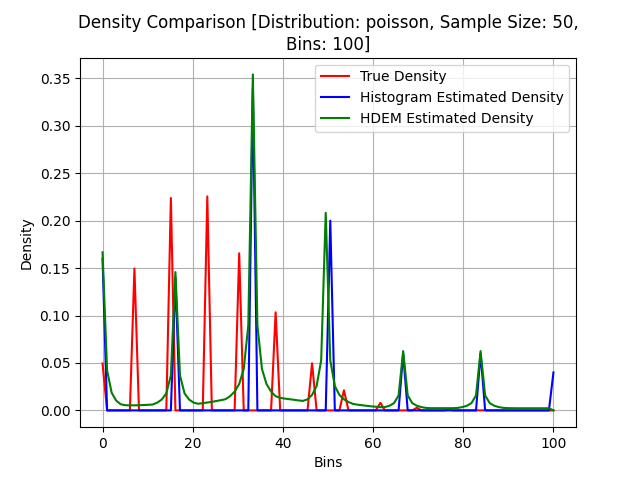 Density Comparison [Distribution: poisson, Sample Size: 50,
Bins: 100]
True Density
Histogram Estimated Density
HDEM Estimated Density
Density
0.35
0.30
0.25
0.20
0.15
0.10
0.05
0.00
0 20 40 60 80 100
Bins